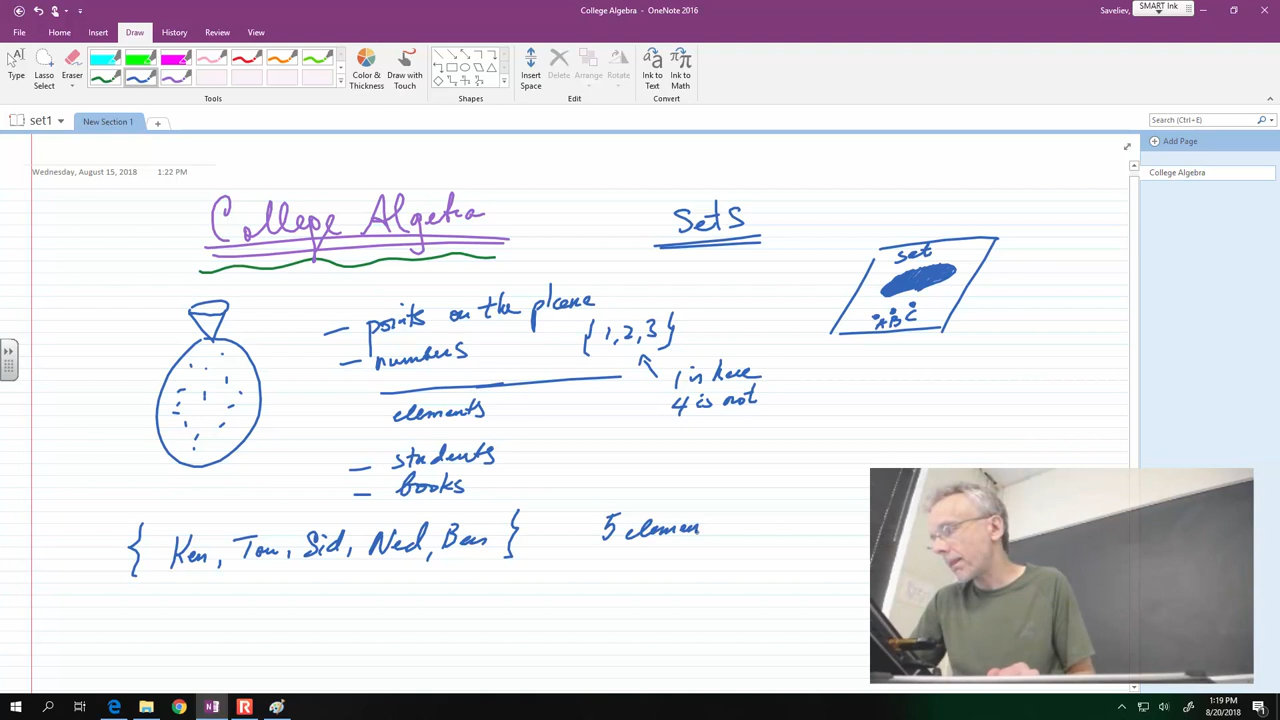 College Algebra - OneNote 2016
Saveliev,
SMART Ink
File Home Insert Draw History Review View
Type
Lasso Select
Eraser
Color & Thickness
Draw with Touch
Insert Space
Delete
Arrange
Rotate
Ink to Text
Ink to Math
Tools
Shapes
Edit
Convert
set1
New Section 1
Search (Ctrl+E)
Add Page
College Algebra
Wednesday, August 15, 2018 1:22 PM
College Algebra
Sets
set
A B C
– points on the plane
– numbers
{ 1, 2, 3 }
1 is here
4 is not
elements
– students
– books
{ Ken, Tom, Sid, Ned, Ben }
5 elemen
1:19 PM
8/20/2018